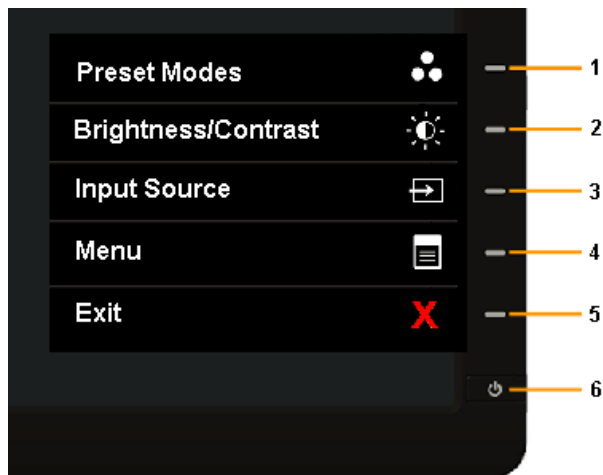 Preset Modes 1
Brightness/Contrast 2
Input Source 3
Menu 4
Exit X 5
6